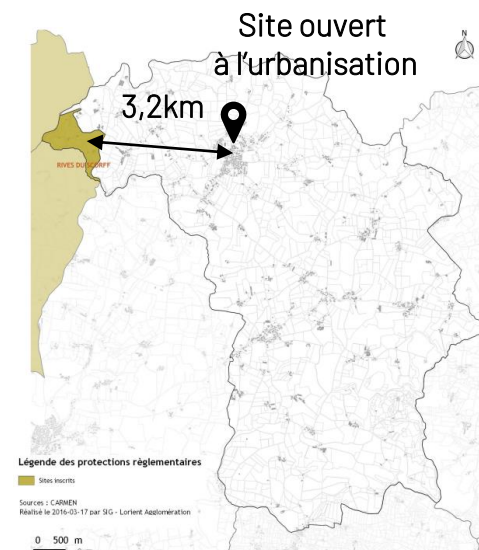 Site ouvert
à l'urbanisation
N
3,2km
RIVES DU SCORFF
Légende des protections règlementaires
Sites inscrits
Sources : CARMEN
Réalisé le 2016-03-17 par SIG - Lorient Agglomération
0 500 m